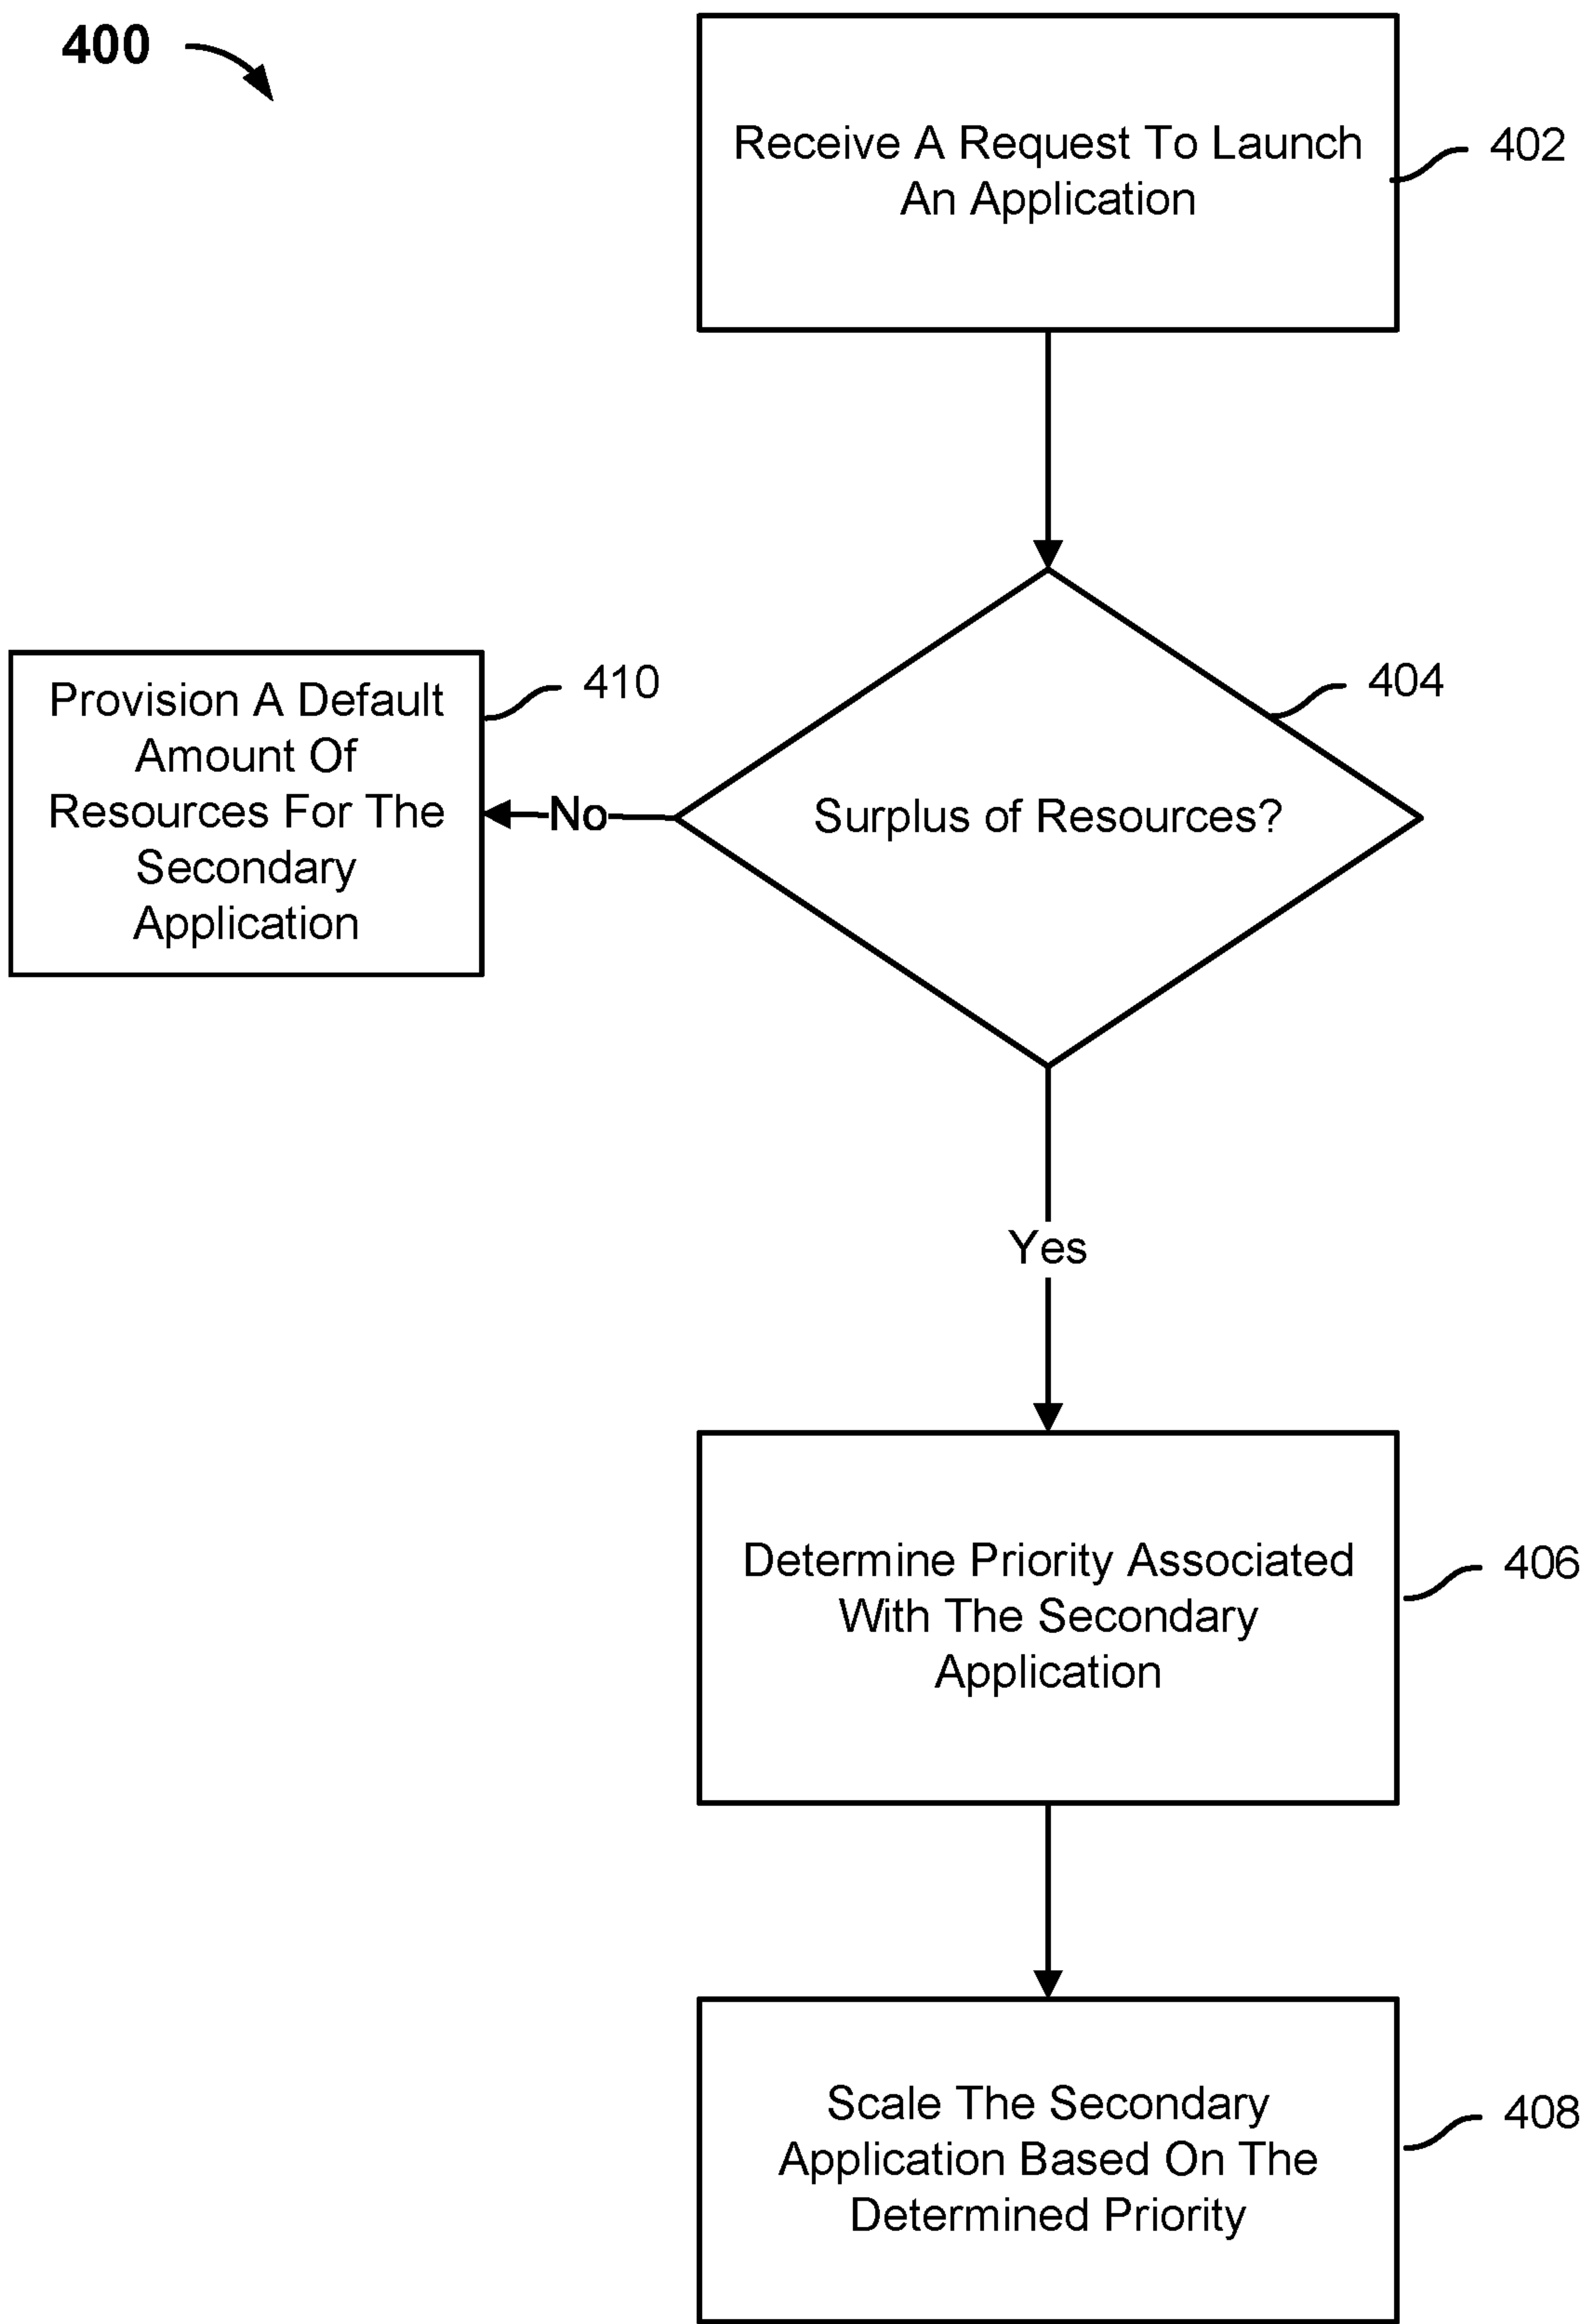 400
Receive A Request To Launch
An Application
402
Surplus of Resources?
404
No
Provision A Default
Amount Of
Resources For The
Secondary
Application
410
Yes
Determine Priority Associated
With The Secondary
Application
406
Scale The Secondary
Application Based On The
Determined Priority
408